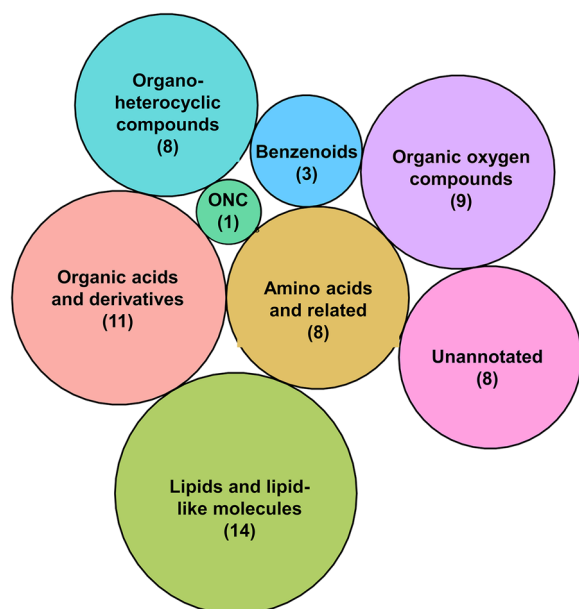 Organo-
heterocyclic
compounds
(8)
Benzenoids
(3)
Organic oxygen
compounds
(9)
ONC
(1)
Organic acids
and derivatives
(11)
Amino acids
and related
(8)
Unannotated
(8)
Lipids and lipid-
like molecules
(14)